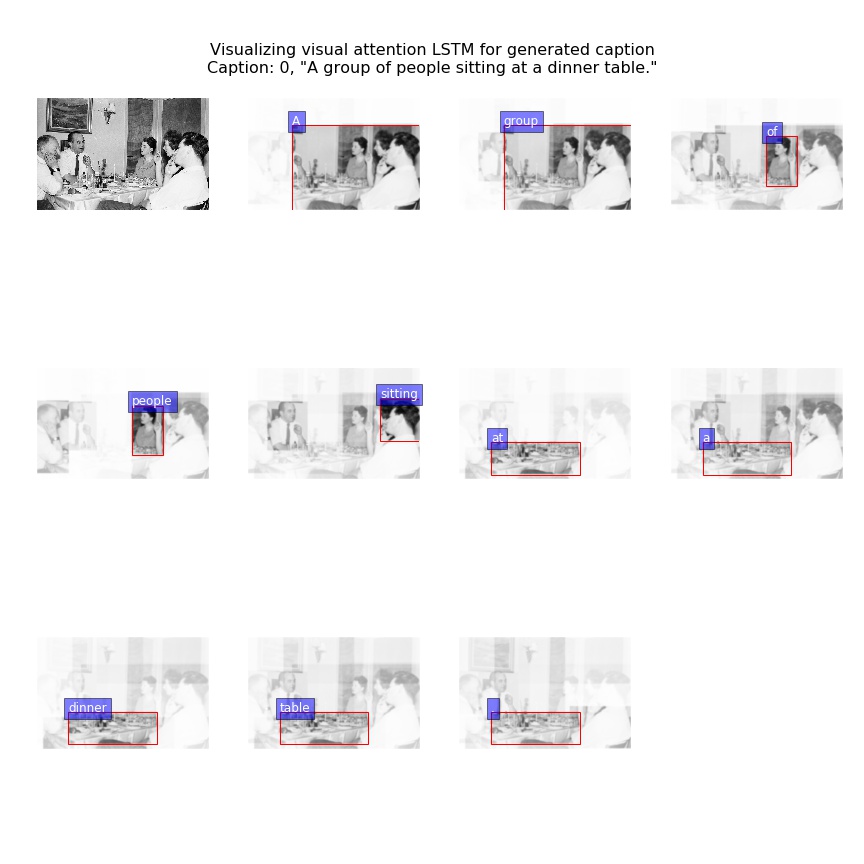 Visualizing visual attention LSTM for generated caption
Caption: 0, "A group of people sitting at a dinner table."
A
group
of
people
sitting
at
a
dinner
table
.